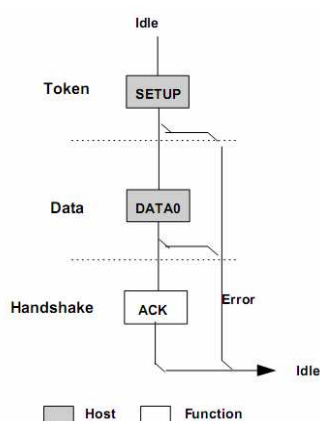 Idle
Token
SETUP
Data
DATA0
Handshake
ACK
Error
Idle
Host
Function